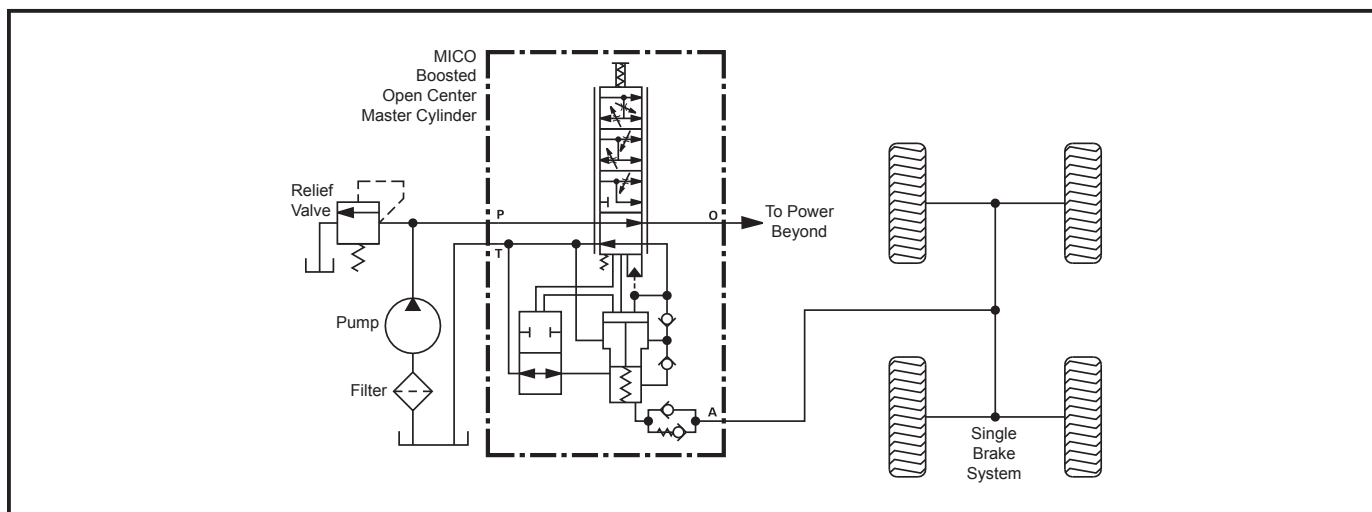 MICO
Boosted
Open Center
Master Cylinder
Relief
Valve
P
O
To Power
Beyond
T
Pump
Filter
A
Single
Brake
System